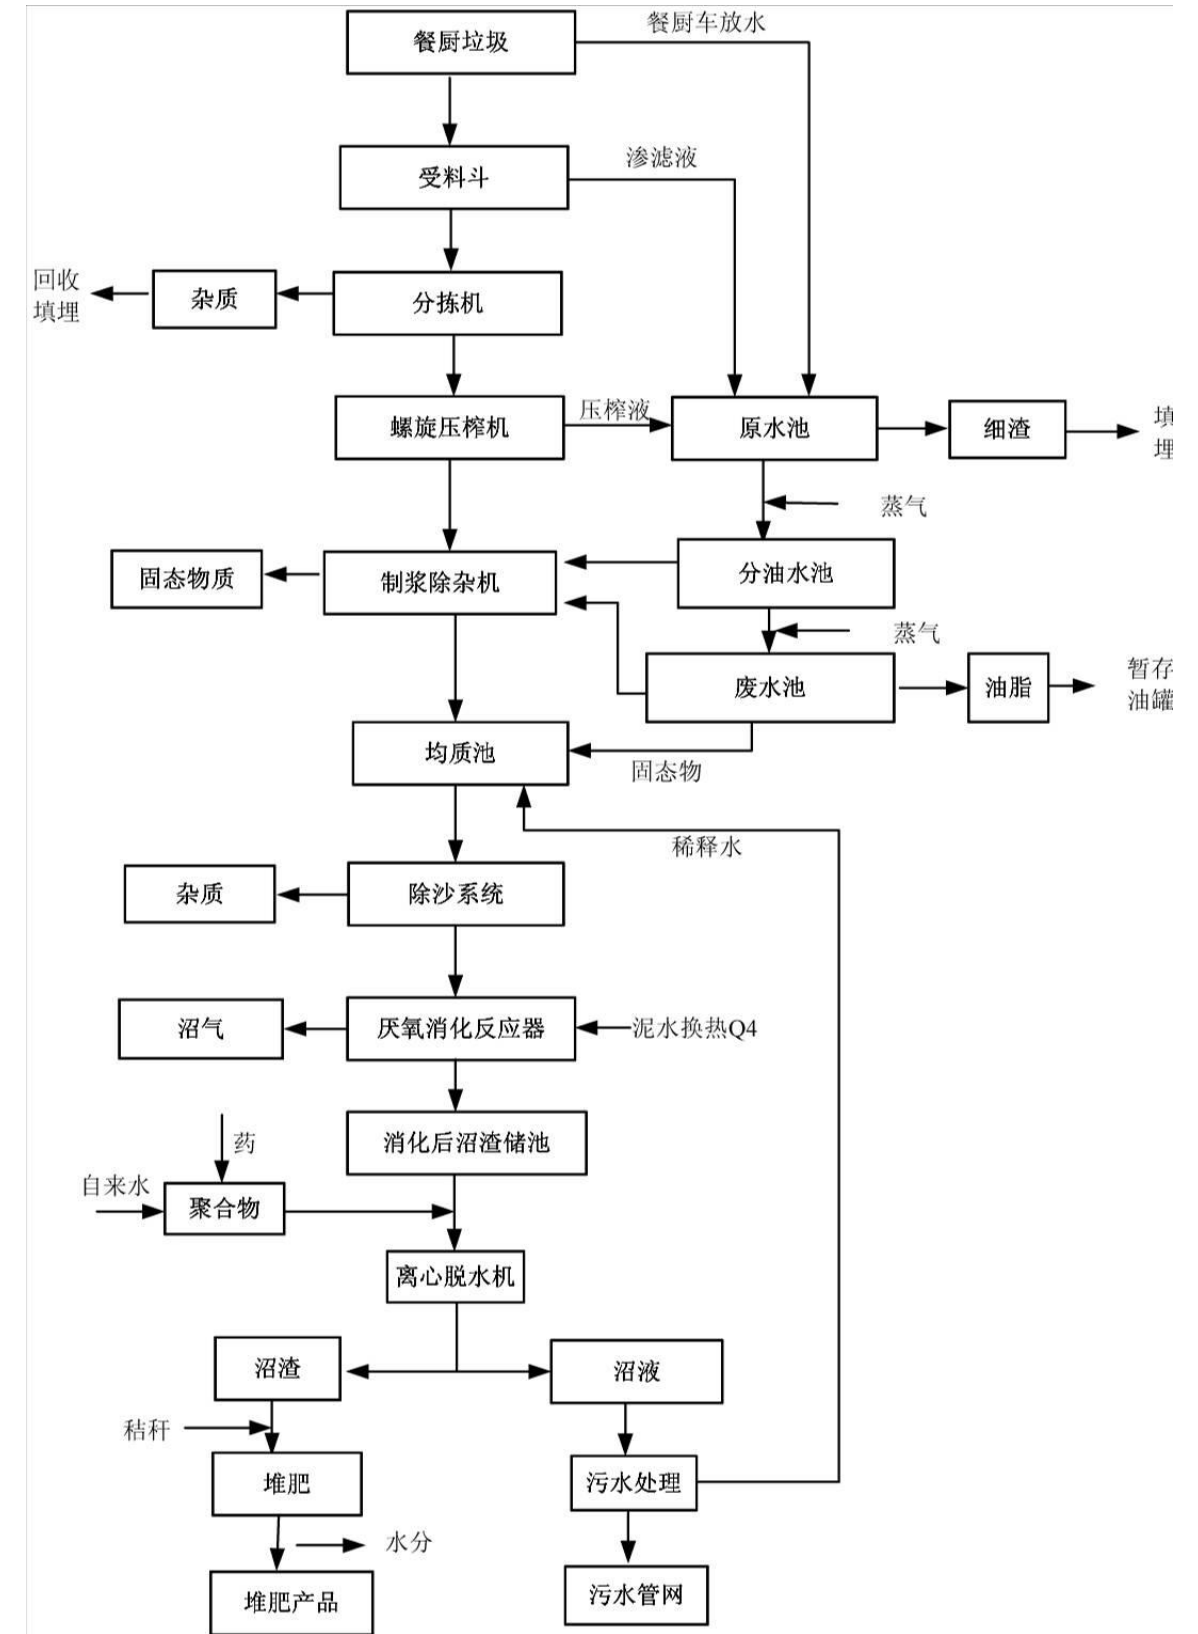 餐厨垃圾
餐厨车放水
受料斗
渗滤液
回收
填埋
杂质
分拣机
螺旋压榨机
压榨液
原水池
细渣
填
埋
蒸气
固态物质
制浆除杂机
分油水池
蒸气
废水池
油脂
暂存
油罐
均质池
固态物
稀释水
杂质
除沙系统
沼气
厌氧消化反应器
泥水换热Q4
消化后沼渣储池
药
自来水
聚合物
离心脱水机
沼渣
沼液
秸秆
堆肥
污水处理
水分
堆肥产品
污水管网